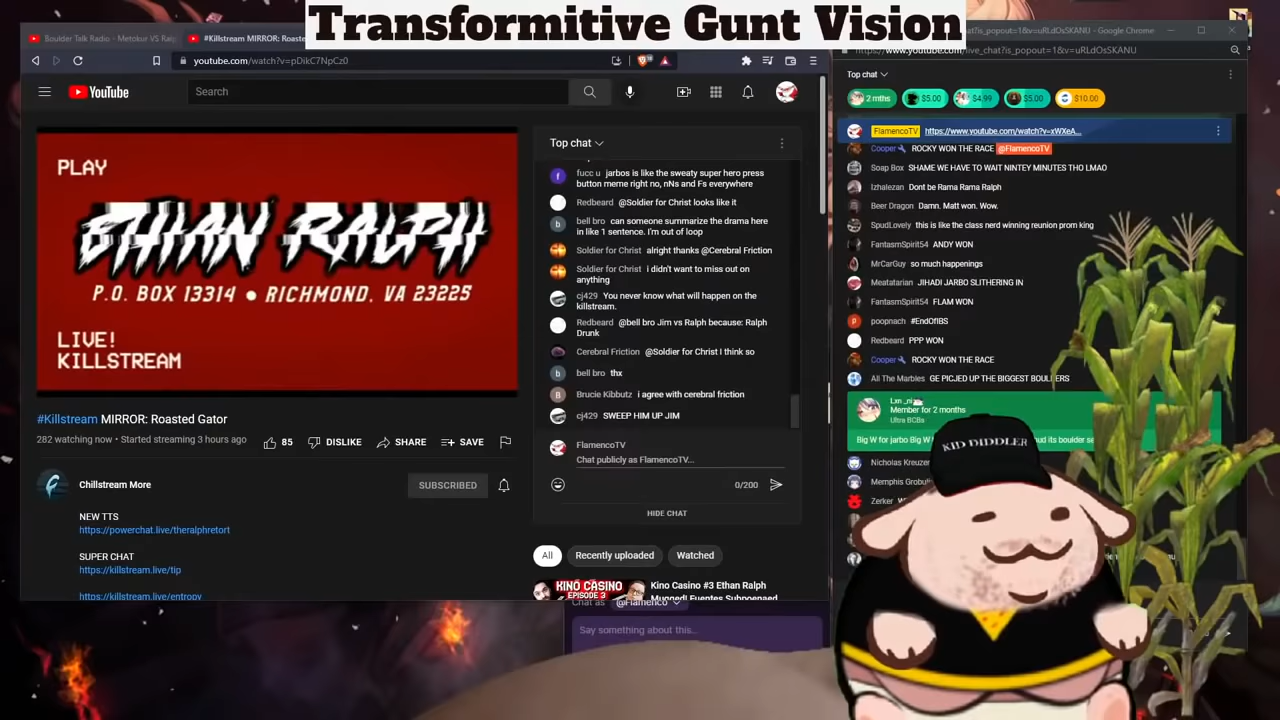 Transformitive Gunt Vision
Boulder Talk Radio - Metokur VS Ra
#Killstream MIRROR: Roaste
at?is_popout=1&v=uRLdOsSKANU - Google Chrome
youtube.com/watch?v=pDikC7NpCz0
https://www.youtube.com/live_chat?is_popout=1&v=uRLdOsSKANU
YouTube
Search
PLAY
ETHAN RALPH
P.O. BOX 13314 • RICHMOND, VA 23225
LIVE!
KILLSTREAM
#Killstream MIRROR: Roasted Gator
282 watching now • Started streaming 3 hours ago
85
DISLIKE
SHARE
SAVE
Chillstream More
SUBSCRIBED
NEW TTS
https://powerchat.live/theralphretort
SUPER CHAT
https://killstream.live/tip
https://killstream.live/entropy
Top chat
fucc u jarbos is like the sweaty super hero press
button meme right no, nNs and Fs everywhere
Redbeard @Soldier for Christ looks like it
bell bro can someone summarize the drama here
in like 1 sentence. I'm out of loop
Soldier for Christ alright thanks @Cerebral Friction
Soldier for Christ i didn't want to miss out on
anything
cj429 You never know what will happen on the
killstream.
Redbeard @bell bro Jim vs Ralph because: Ralph
Drunk
Cerebral Friction @Soldier for Christ I think so
bell bro thx
Brucie Kibbutz i agree with cerebral friction
cj429 SWEEP HIM UP JIM
FlamencoTV
Chat publicly as FlamencoTV...
0/200
HIDE CHAT
All
Recently uploaded
Watched
KINO CASINO
EPISODE 3
Kino Casino #3 Ethan Ralph
Mugged! Fuentes Subpoenaed
Chat as @Flamenco
Say something about this...
Top chat
2 mths
$5.00
$4.99
$5.00
$10.00
FlamencoTV https://www.youtube.com/watch?v=xWXeA...
Cooper ROCKY WON THE RACE @FlamencoTV
Soap Box SHAME WE HAVE TO WAIT NINTEY MINUTES THO LMAO
Izhalezan Dont be Rama Rama Ralph
Beer Dragon Damn. Matt won. Wow.
SpudLovely this is like the class nerd winning reunion prom king
FantasmSpirit54 ANDY WON
MrCarGuy so much happenings
Meatatarian JIHADI JARBO SLITHERING IN
FantasmSpirit54 FLAM WON
poopnach #EndOfIBS
Redbeard PPP WON
Cooper ROCKY WON THE RACE
All The Marbles GE PICJED UP THE BIGGEST BOULDERS
Lxn _ni
Member for 2 months
Ultra BCBs
Big W for jarbo Big W
ud its boulder se
Nicholas Kreuzer
Memphis Grobu
Zerker
KID DIDDLER